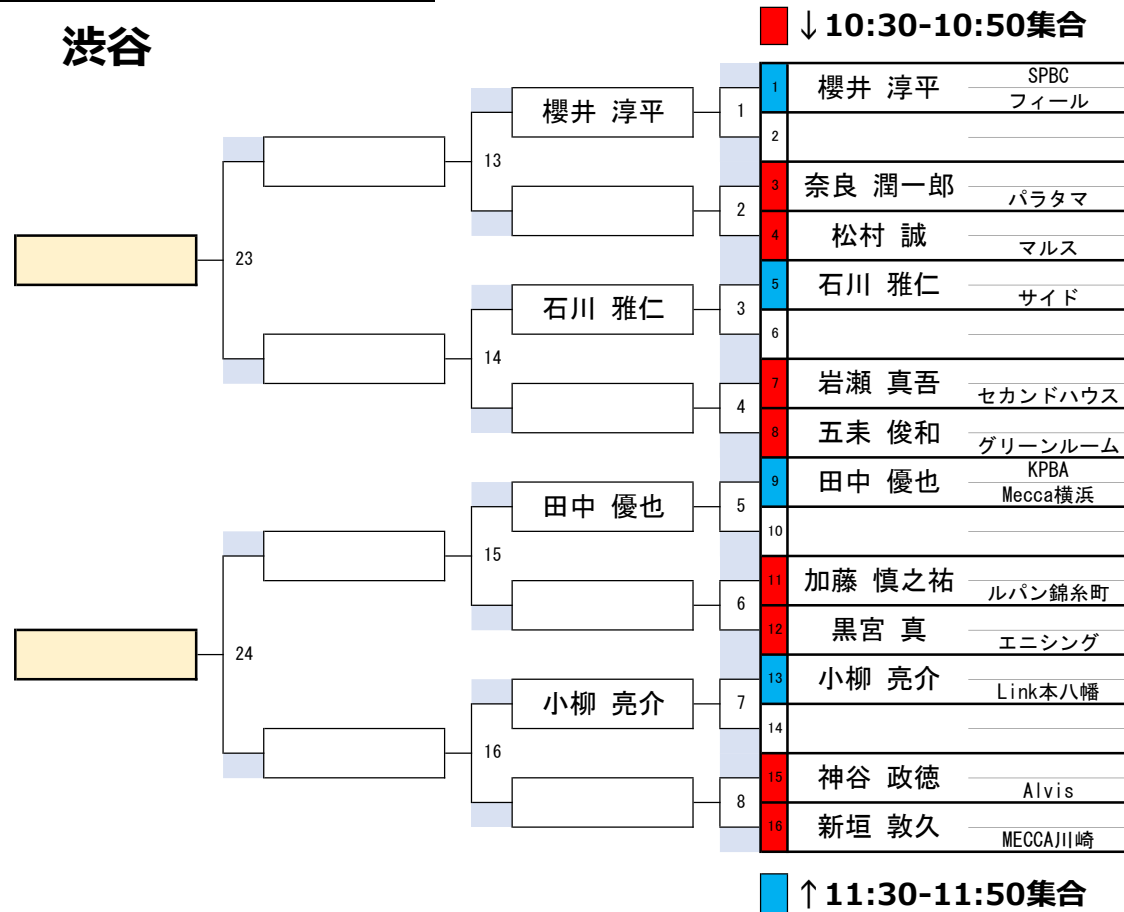 渋谷
↓10:30-10:50集合
1
櫻井 淳平
SPBC
フィール
2
3
奈良 潤一郎
パラタマ
4
松村 誠
マルス
5
石川 雅仁
サイド
6
7
岩瀬 真吾
セカンドハウス
8
五耒 俊和
グリーンルーム
9
田中 優也
KPBA
Mecca横浜
10
11
加藤 慎之祐
ルパン錦糸町
12
黒宮 真
エニシング
13
小柳 亮介
Link本八幡
14
15
神谷 政徳
Alvis
16
新垣 敦久
MECCA川崎
櫻井 淳平
1
13
2
23
石川 雅仁
3
14
4
田中 優也
5
15
6
24
小柳 亮介
7
16
8
↑11:30-11:50集合